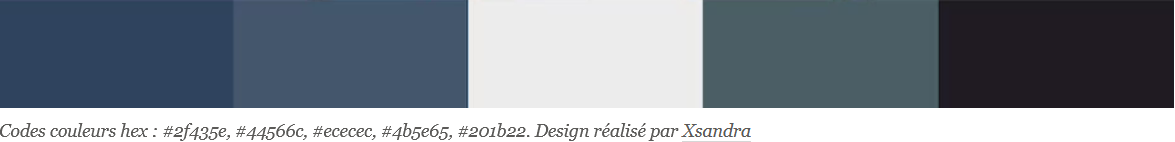 Codes couleurs hex : #2f435e, #44566c, #ececec, #4b5e65, #201b22. Design réalisé par Xsandra